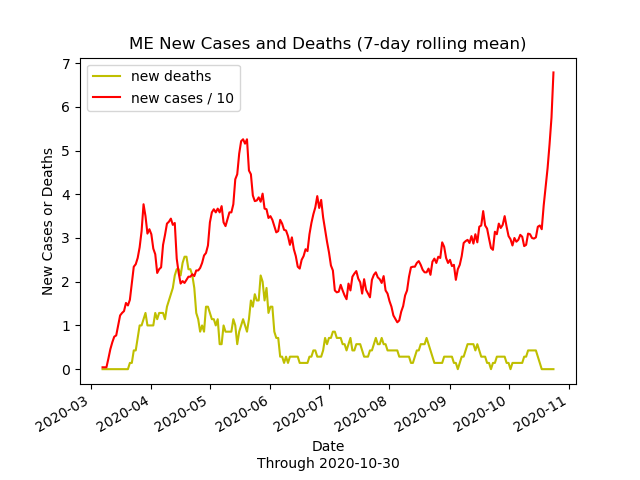 ME New Cases and Deaths (7-day rolling mean)
new deaths
new cases / 10
New Cases or Deaths
7
6
5
4
3
2
1
0
2020-03
2020-04
2020-05
2020-06
2020-07
2020-08
2020-09
2020-10
2020-11
Date
Through 2020-10-30